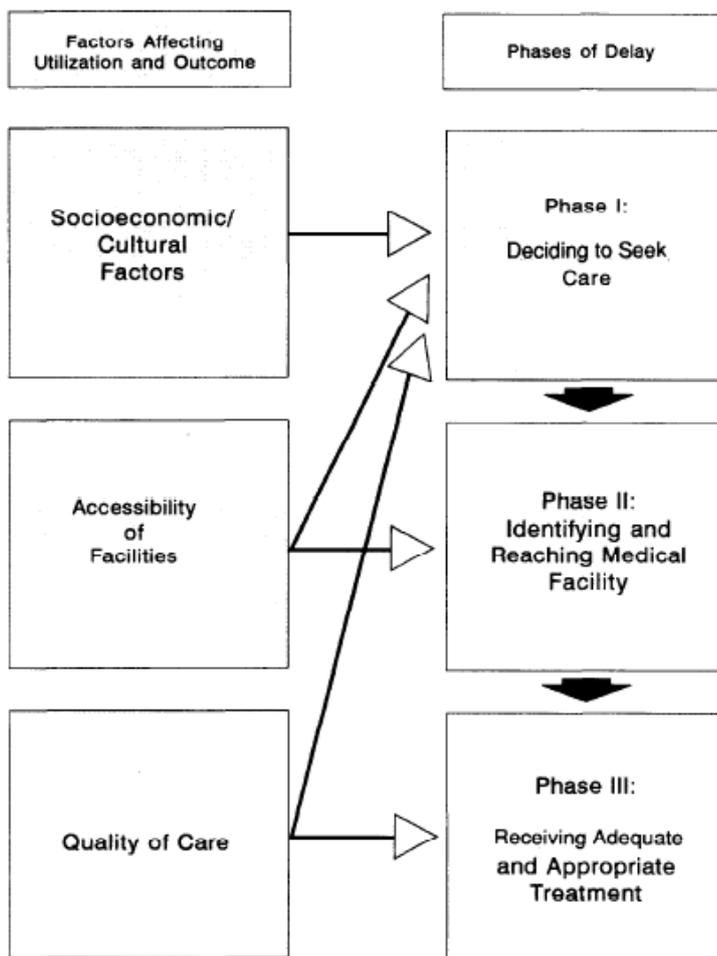 Factors Affecting
Utilization and Outcome
Phases of Delay
Socioeconomic/
Cultural
Factors
Phase I:
Deciding to Seek
Care
Accessibility
of
Facilities
Phase II:
Identifying and
Reaching Medical
Facility
Quality of Care
Phase III:
Receiving Adequate
and Appropriate
Treatment